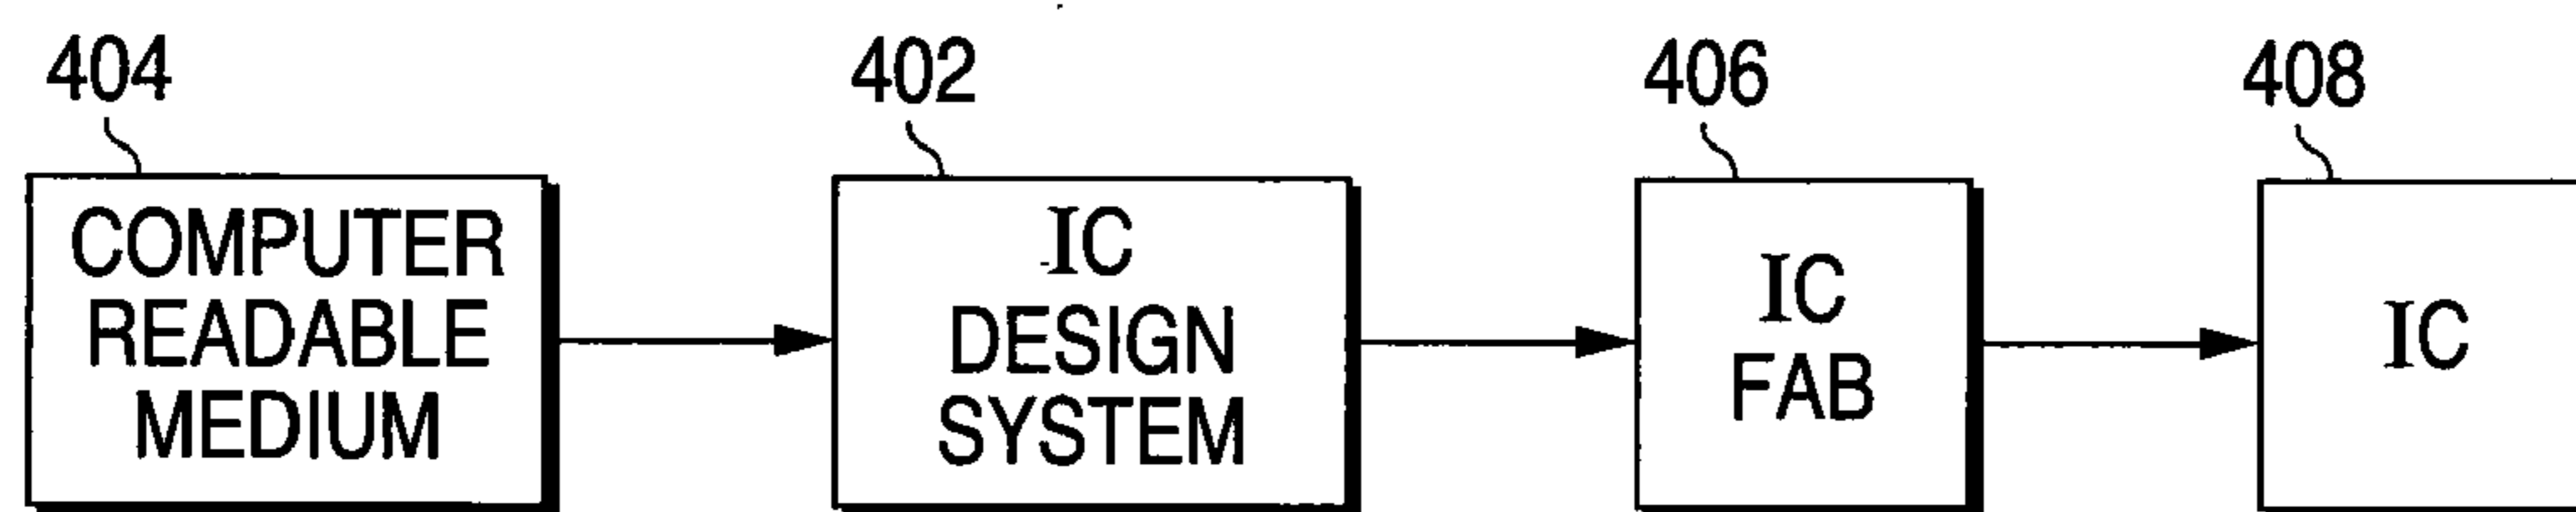 404
402
406
408
COMPUTER
READABLE
MEDIUM
IC
DESIGN
SYSTEM
IC
FAB
IC